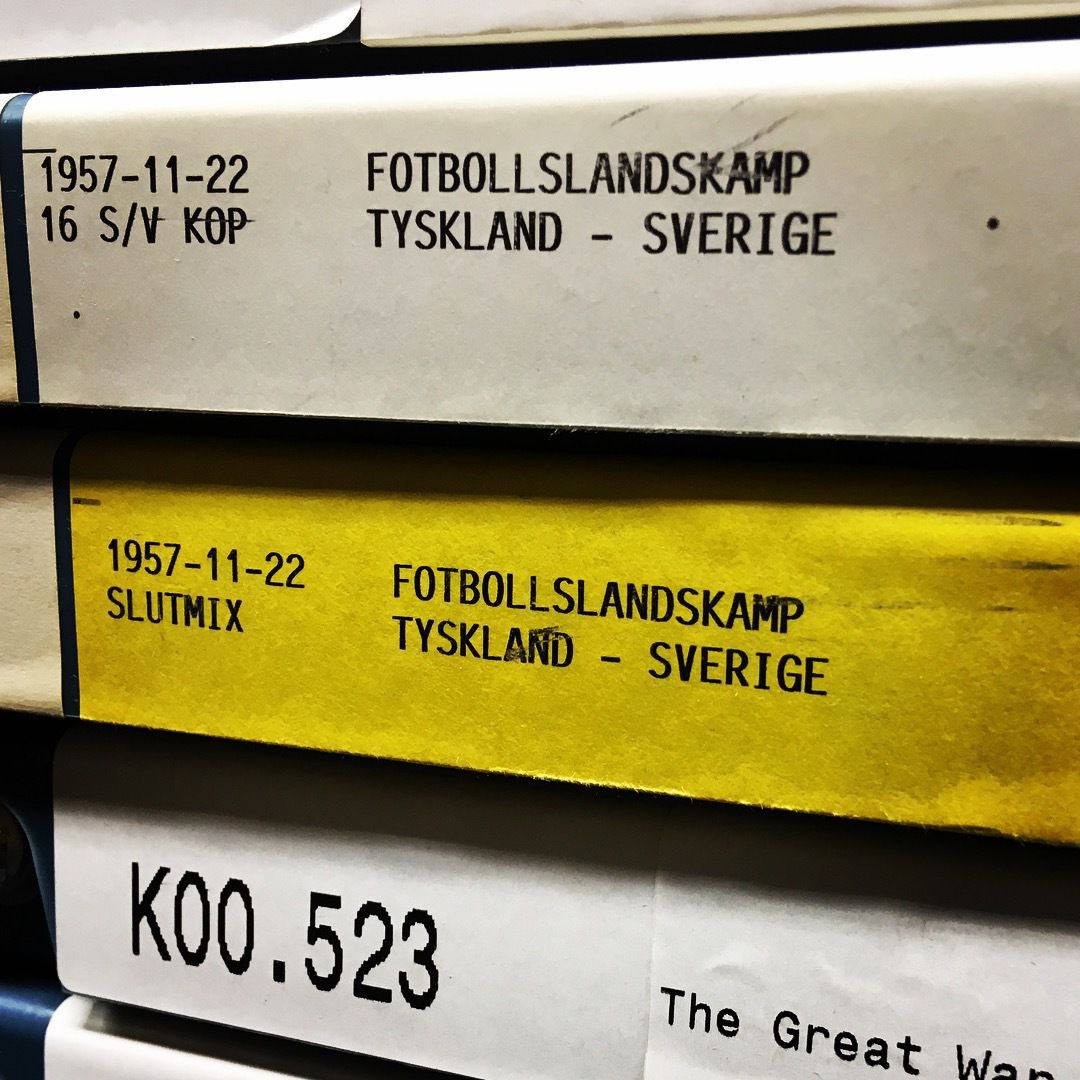 1957-11-22
16 S/V KOP
FOTBOLLSLANDSKAMP
TYSKLAND - SVERIGE
1957-11-22
SLUTMIX
FOTBOLLSLANDSKAMP
TYSKLAND - SVERIGE
K00.523
The Great War